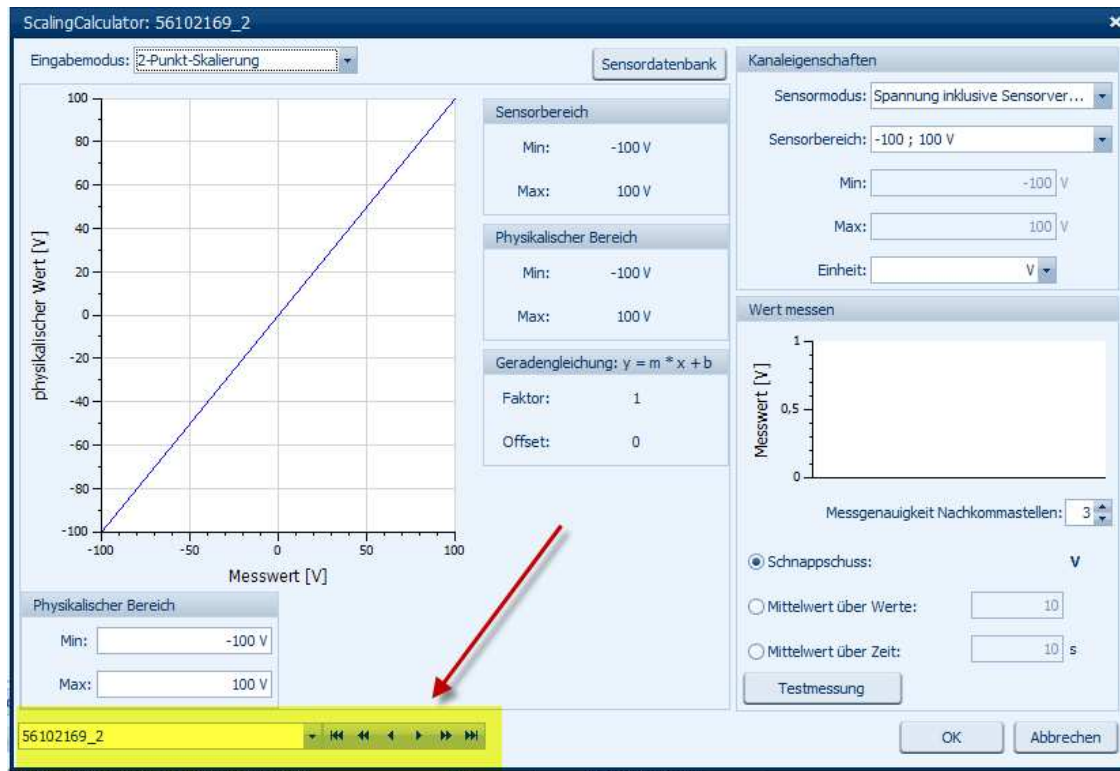 ScalingCalculator: 56102169_2
Eingabemodus: 2-Punkt-Skalierung
Sensordatenbank
physikalischer Wert [V]
100
80
60
40
20
0
-20
-40
-60
-80
-100
-100 -50 0 50 100
Messwert [V]
Sensorbereich
Min: -100 V
Max: 100 V
Physikalischer Bereich
Min: -100 V
Max: 100 V
Geradengleichung: y = m * x + b
Faktor: 1
Offset: 0
Physikalischer Bereich
Min: -100 V
Max: 100 V
56102169_2
Kanaleigenschaften
Sensormodus: Spannung inklusive Sensorver...
Sensorbereich: -100 ; 100 V
Min: -100 V
Max: 100 V
Einheit: V
Wert messen
Messwert [V]
1
0,5
0
Messgenauigkeit Nachkommastellen: 3
Schnappschuss: V
Mittelwert über Werte: 10
Mittelwert über Zeit: 10 s
Testmessung
OK Abbrechen